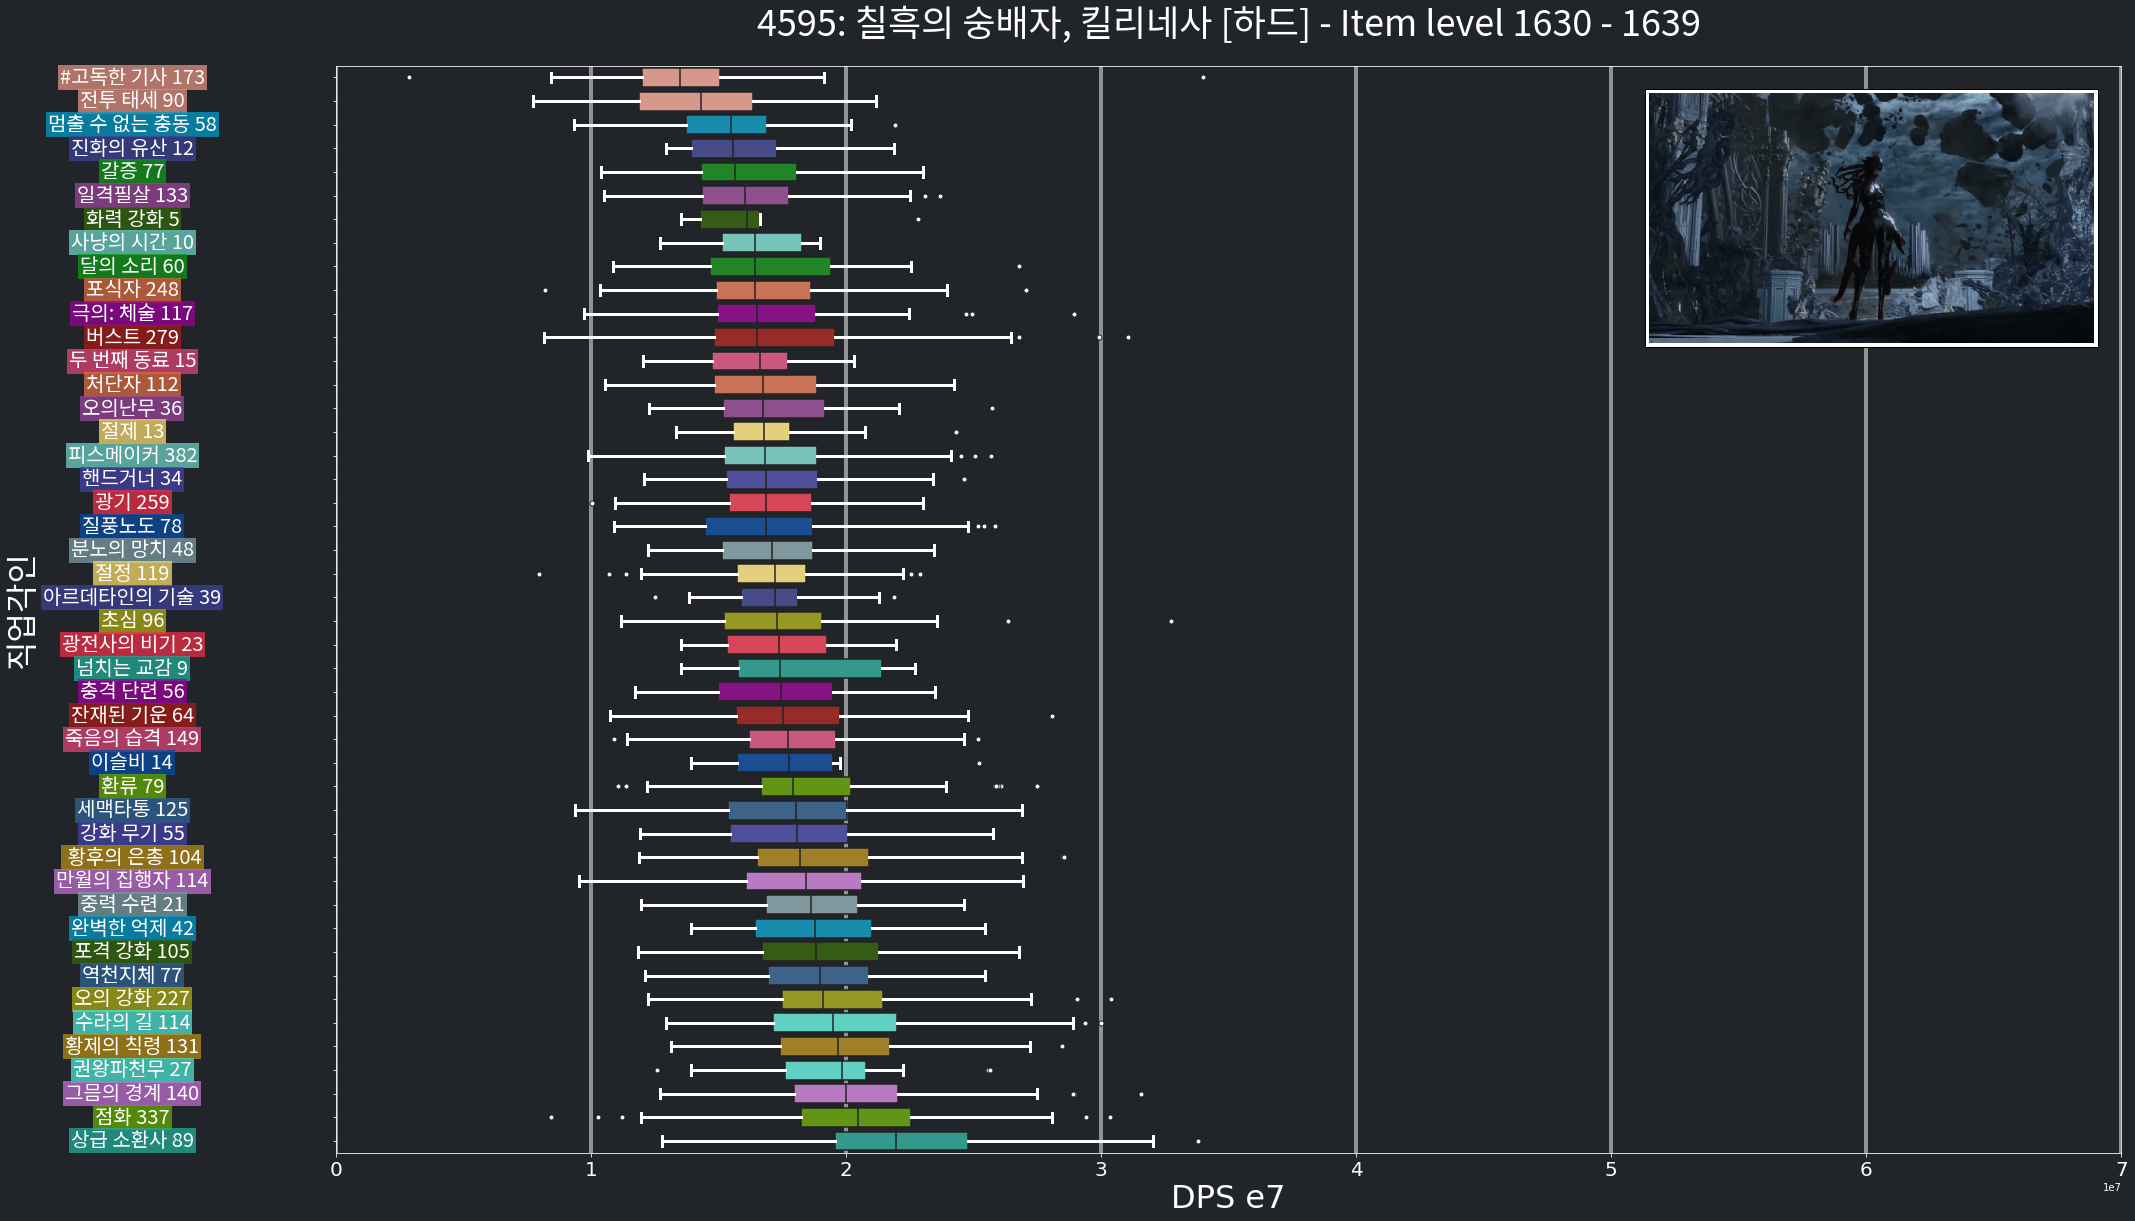 4595: 칠흑의 숭배자, 킬리네사 [하드] - Item level 1630 - 1639
#고독한 기사 173
전투 태세 90
멈출 수 없는 충동 58
진화의 유산 12
갈증 77
일격필살 133
화력 강화 5
사냥의 시간 10
달의 소리 60
포식자 248
극의: 체술 117
버스트 279
두 번째 동료 15
처단자 112
오의난무 36
절제 13
피스메이커 382
핸드거너 34
광기 259
질풍노도 78
분노의 망치 48
절정 119
아르데타인의 기술 39
초심 96
광전사의 비기 23
넘치는 교감 9
충격 단련 56
잔재된 기운 64
죽음의 습격 149
이슬비 14
환류 79
세맥타통 125
강화 무기 55
황후의 은총 104
만월의 집행자 114
중력 수련 21
완벽한 억제 42
포격 강화 105
역천지체 77
오의 강화 227
수라의 길 114
황제의 칙령 131
권왕파천무 27
그믐의 경계 140
점화 337
상급 소환사 89
직업각인
0 1 2 3 4 5 6 7
1e7
DPS e7